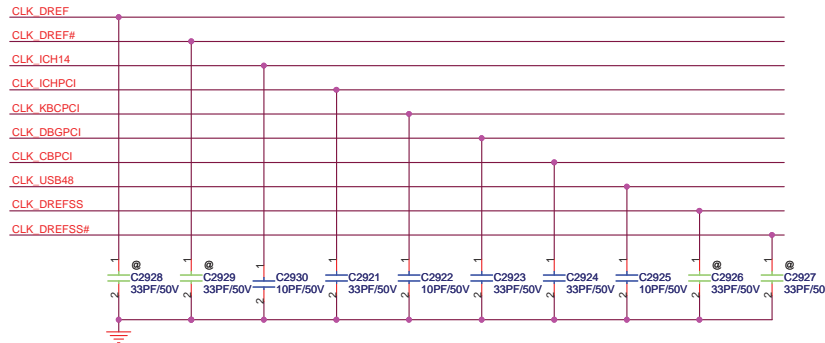 CLK_DREF
CLK_DREF#
CLK_ICH14
CLK_ICHPCI
CLK_KBCPCI
CLK_DBGPCI
CLK_CBPCI
CLK_USB48
CLK_DREFSS
CLK_DREFSS#
@ @ @ @
1 1 1 1 1 1 1 1 1 1
C2928 C2929 C2930 C2921 C2922 C2923 C2924 C2925 C2926 C2927
33PF/50V 33PF/50V 10PF/50V 33PF/50V 10PF/50V 33PF/50V 33PF/50V 10PF/50V 33PF/50V 33PF/50
2 2 2 2 2 2 2 2 2 2